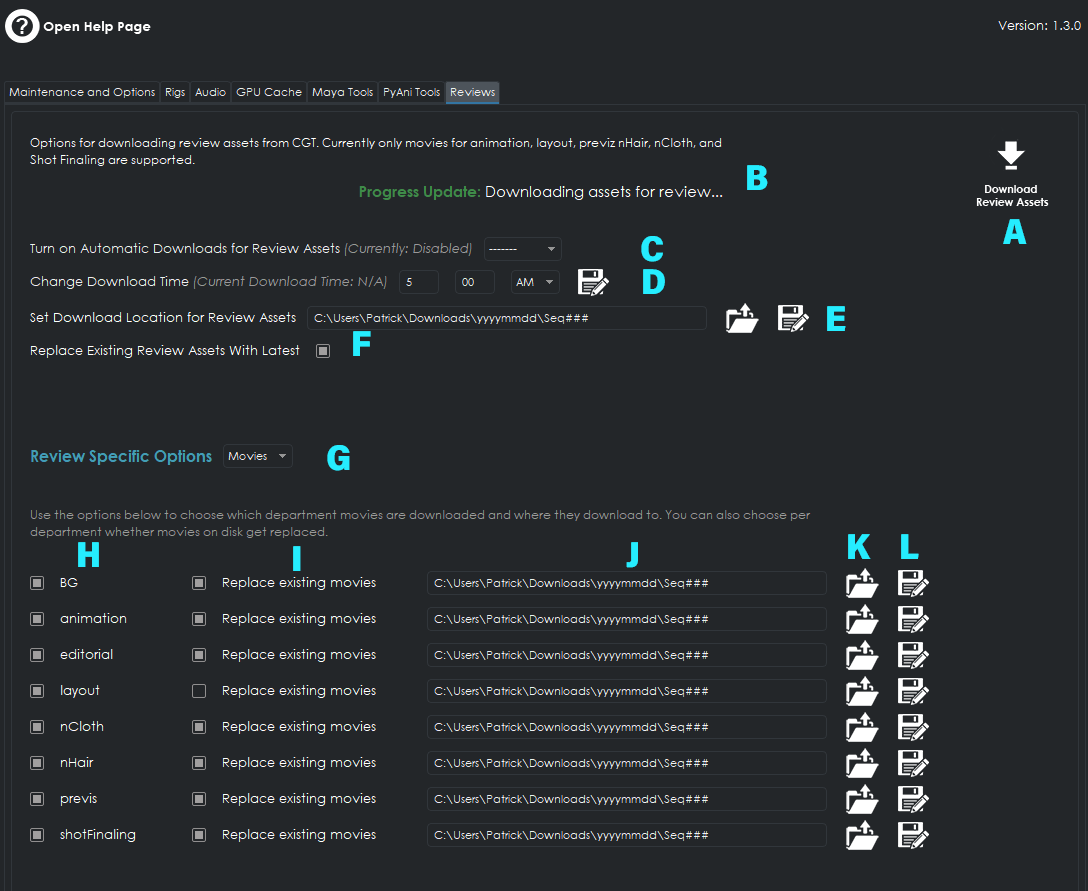 Open Help Page
Version: 1.3.0
Maintenance and Options Rigs Audio GPU Cache Maya Tools PyAni Tools Reviews
Options for downloading review assets from CGT. Currently only movies for animation, layout, previz nHair, nCloth, and
Shot Finaling are supported.
Progress Update: Downloading assets for review...
B
Download
Review Assets
A
Turn on Automatic Downloads for Review Assets (Currently: Disabled) -------
C
Change Download Time (Current Download Time: N/A) 5 00 AM
D
Set Download Location for Review Assets C:\Users\Patrick\Downloads\yyyymmdd\Seq###
E
Replace Existing Review Assets With Latest
F
Review Specific Options Movies
G
Use the options below to choose which department movies are downloaded and where they download to. You can also choose per
department whether movies on disk get replaced.
H I J K L
BG Replace existing movies C:\Users\Patrick\Downloads\yyyymmdd\Seq###
animation Replace existing movies C:\Users\Patrick\Downloads\yyyymmdd\Seq###
editorial Replace existing movies C:\Users\Patrick\Downloads\yyyymmdd\Seq###
layout Replace existing movies C:\Users\Patrick\Downloads\yyyymmdd\Seq###
nCloth Replace existing movies C:\Users\Patrick\Downloads\yyyymmdd\Seq###
nHair Replace existing movies C:\Users\Patrick\Downloads\yyyymmdd\Seq###
previs Replace existing movies C:\Users\Patrick\Downloads\yyyymmdd\Seq###
shotFinaling Replace existing movies C:\Users\Patrick\Downloads\yyyymmdd\Seq###